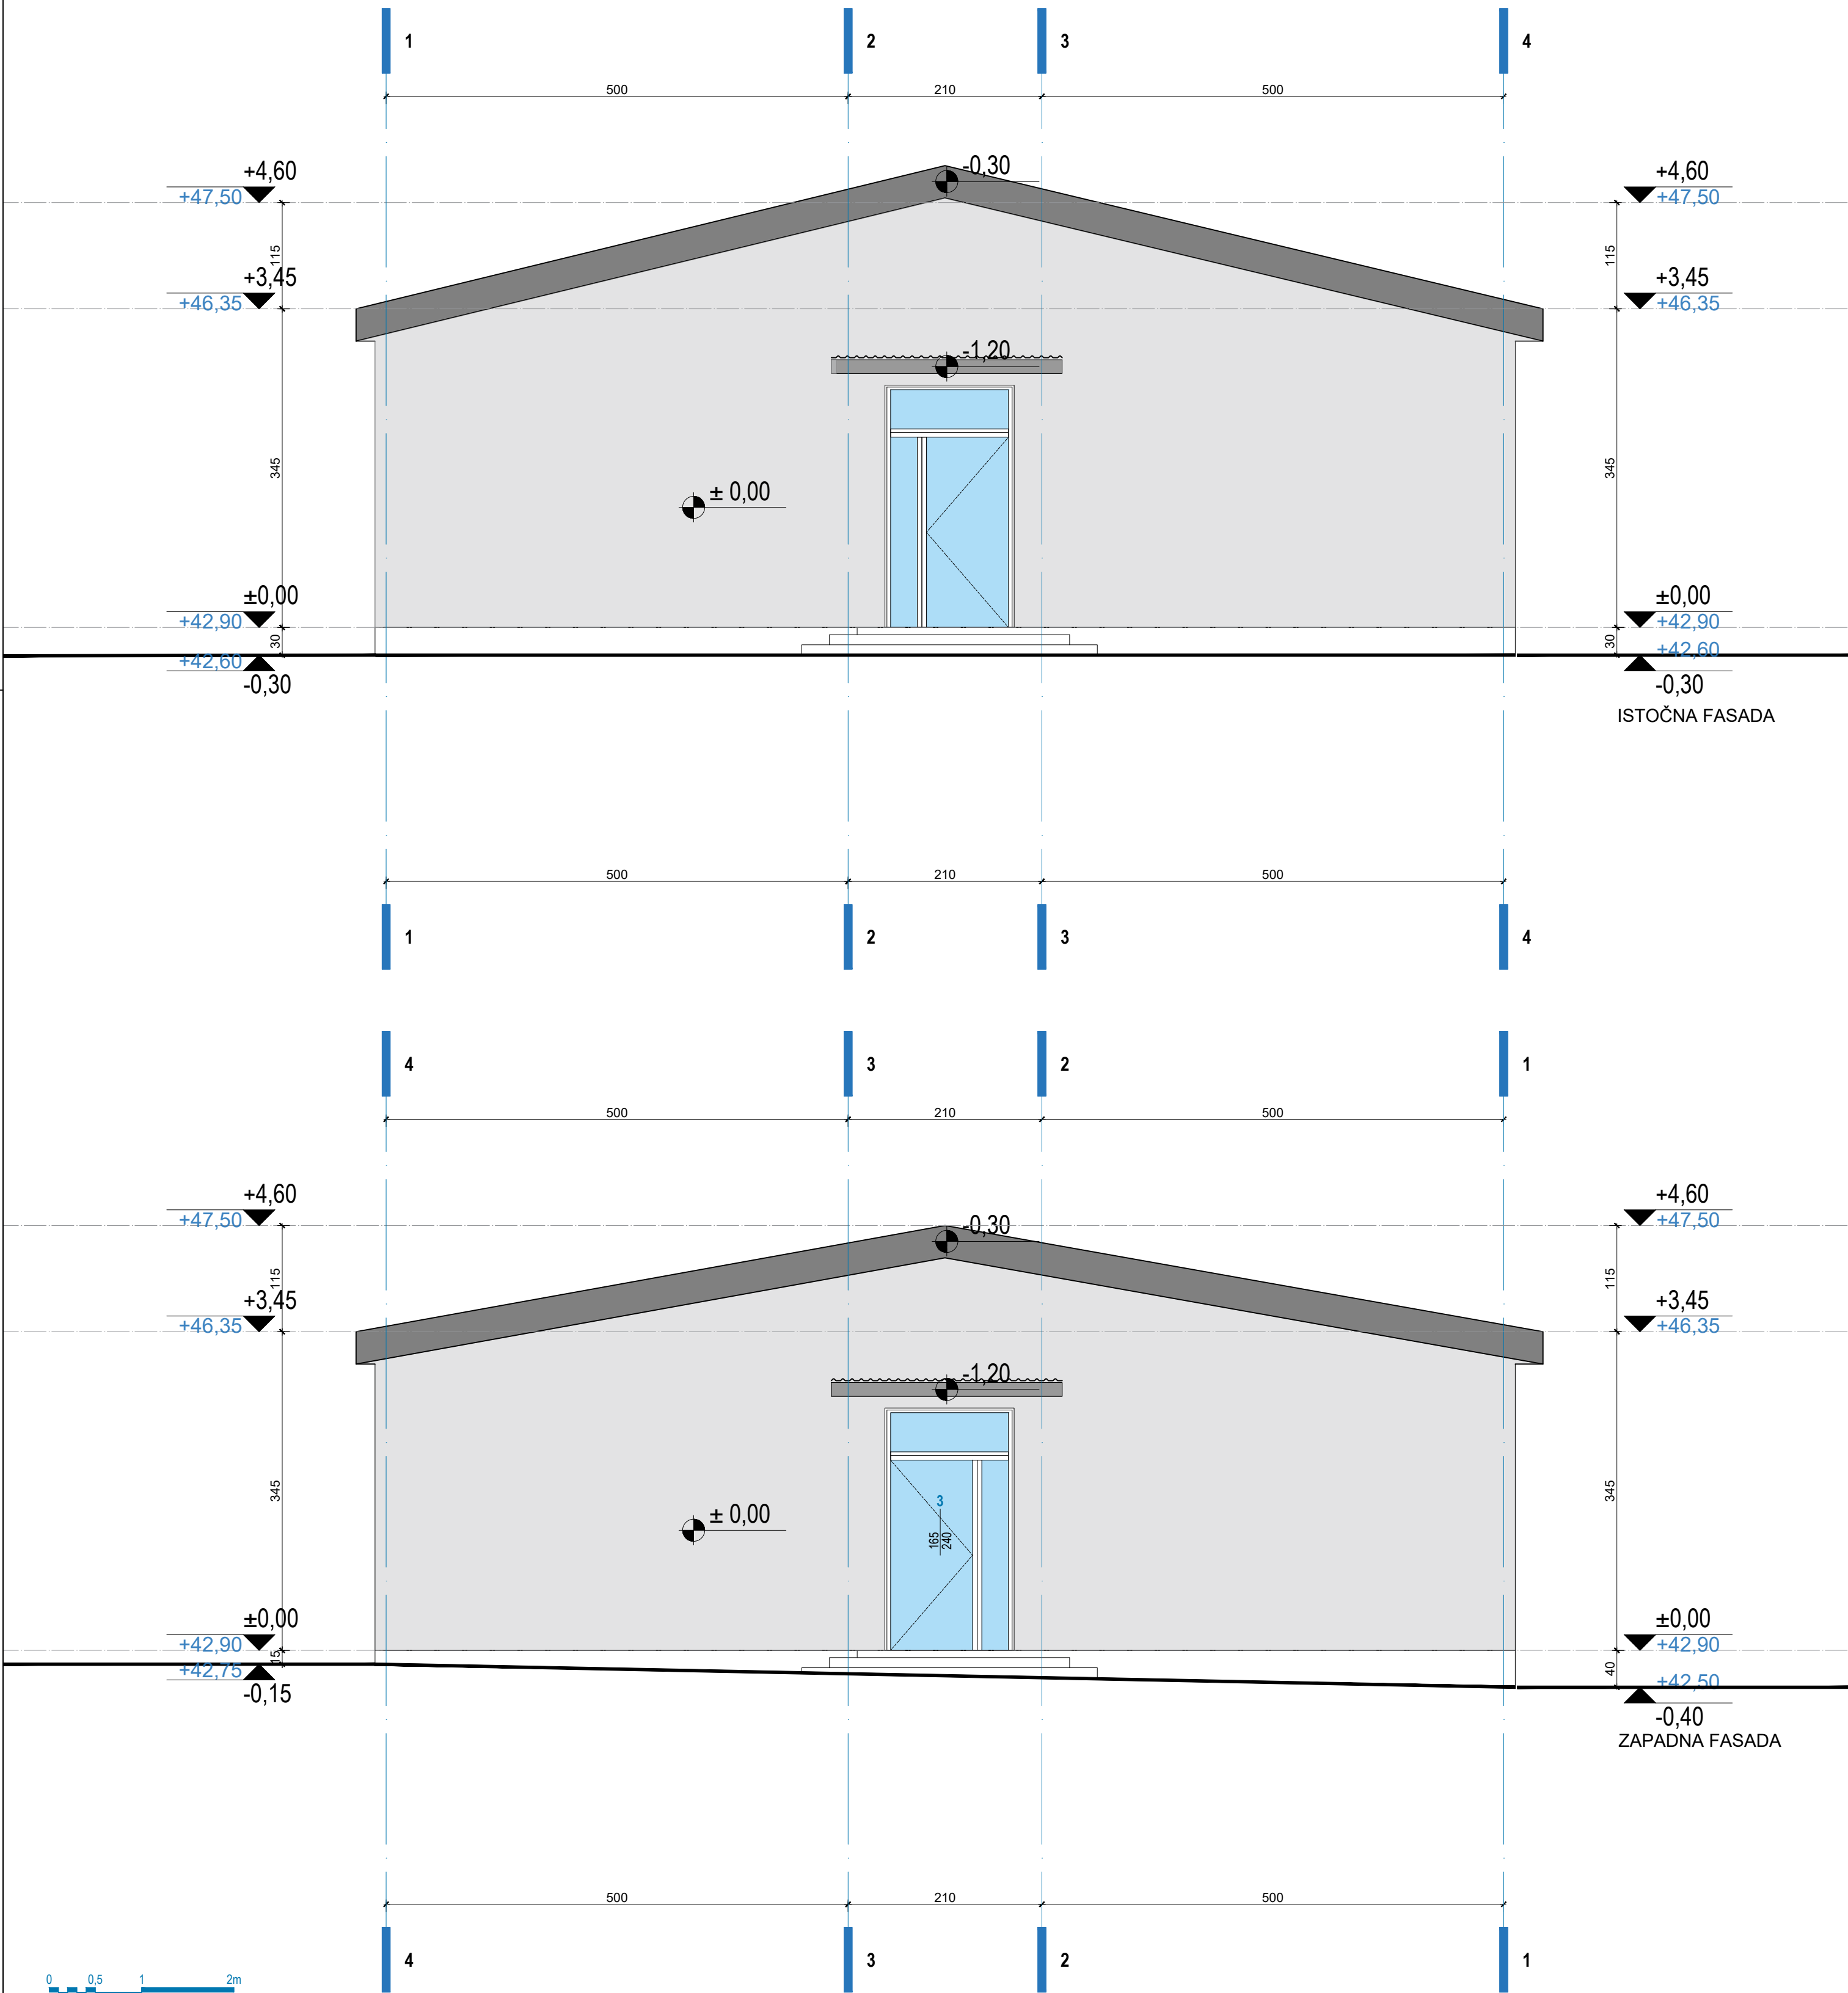 1 2 3 4
500 210 500
+4,60 -0,30 +4,60
+47,50 +47,50
115 115
+3,45 +3,45
+46,35 +46,35
-1,20
345 345
± 0,00
±0,00 ±0,00
+42,90 +42,90
30 30
+42,60 +42,60
-0,30 -0,30
ISTOČNA FASADA
500 210 500
1 2 3 4
4 3 2 1
500 210 500
+4,60 +4,60
+47,50 -0,30 +47,50
115 115
+3,45 +3,45
+46,35 +46,35
-1,20
345 345
3
165
240
± 0,00
±0,00 ±0,00
+42,90 +42,90
15 40
+42,75 +42,50
-0,15 -0,40
ZAPADNA FASADA
500 210 500
4 3 2 1
0 0,5 1 2m